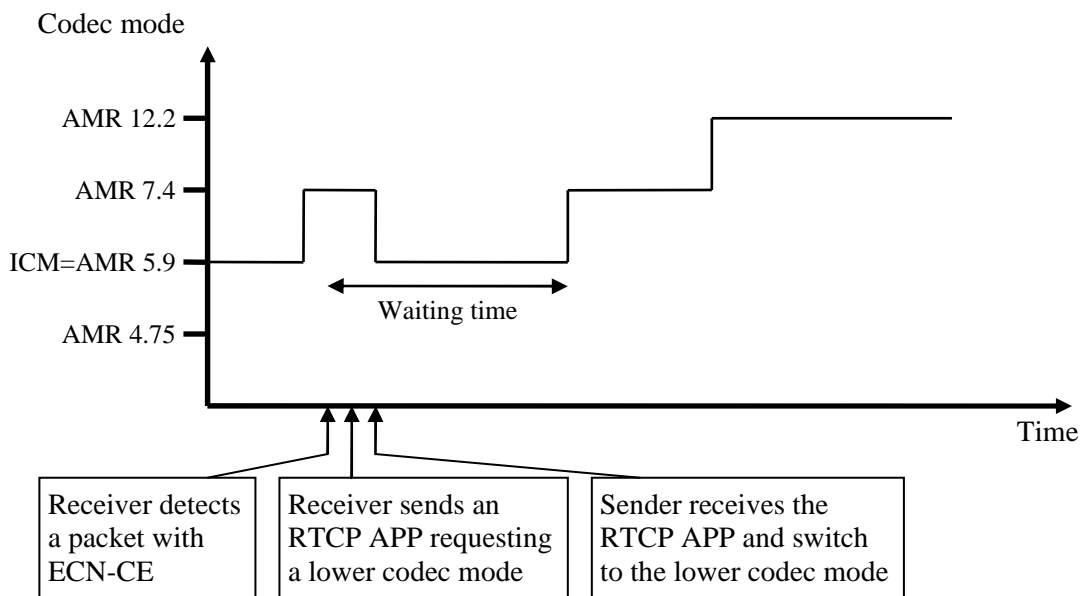 Codec mode
AMR 12.2
AMR 7.4
ICM=AMR 5.9
Waiting time
AMR 4.75
Time
Receiver detects
a packet with
ECN-CE
Receiver sends an
RTCP APP requesting
a lower codec mode
Sender receives the
RTCP APP and switch
to the lower codec mode